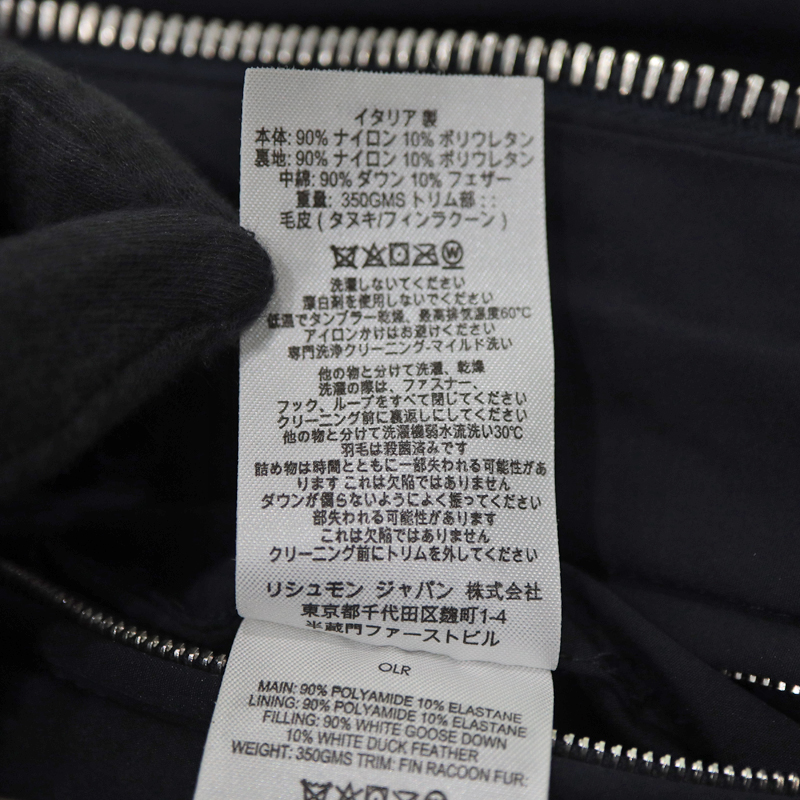 イタリア製
本体: 90% ナイロン 10% ポリウレタン
裏地: 90% ナイロン 10% ポリウレタン
中綿: 90% ダウン 10% フェザー
重量: 350GMS トリム部 : :
毛皮 ( タヌキ/フィンラクーン )
W
洗濯しないてください
漂白剤を使用しないでください
低温でタンブラー乾燥、最高排気温度60°C
アイロンかけはお避けください
専門洗浄クリーニング-マイルド洗い
他の物と分けて洗濯、乾燥
洗濯の際は、ファスナー、
フック、ループをすべて閉じてください
クリーニング前に裏返しにしてください
他の物と分けて洗濯機弱水流洗い30°C
羽毛は殺菌済みです
詰め物は時間とともに一部失われる可能性があ
ります これは欠陥ではありません
ダウンが偏らないようによく振ってください
部失われる可能性があります
これは欠陥ではありません
クリーニング前にトリムを外してください
リシュモン ジャパン 株式会社
東京都千代田区麹町1-4
半蔵門ファーストビル
OLR
MAIN: 90% POLYAMIDE 10% ELASTANE
LINING: 90% POLYAMIDE 10% ELASTANE
FILLING: 90% WHITE GOOSE DOWN
10% WHITE DUCK FEATHER
WEIGHT: 350GMS TRIM: FIN RACOON FUR: